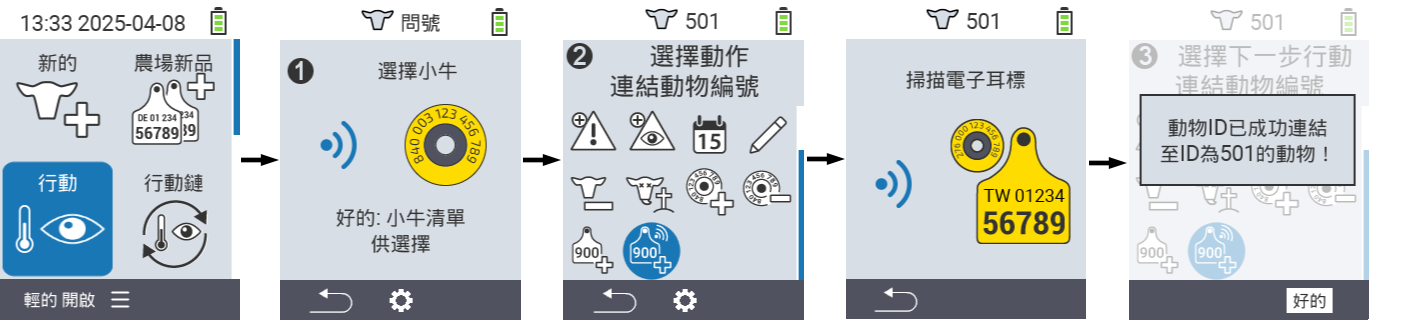 13:33 2025-04-08
新的
農場新品
DE 01 234
56789
234
39
行動
行動鏈
輕的 開啟
問號
1
選擇小牛
840 003 123 456 789
好的: 小牛清單
供選擇
501
2
選擇動作
連結動物編號
15
900
900
501
掃描電子耳標
276 000 123 456 789
TW 01234
56789
501
3
選擇下一步行動
連結動物編號
動物ID已成功連結
至ID為501的動物！
900
900
好的